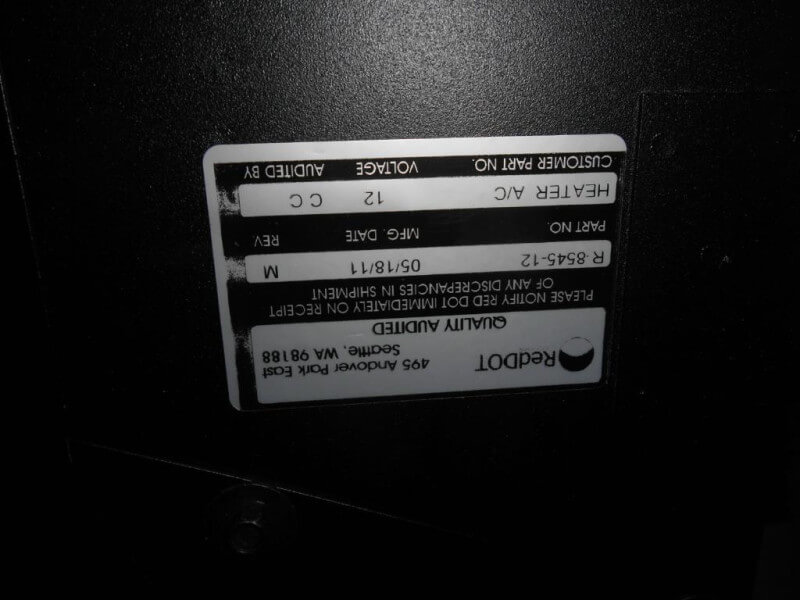 RedDOT
495 Andover Park East
Seattle, WA 98188
QUALITY AUDITED
PLEASE NOTIFY RED DOT IMMEDIATELY ON RECEIPT
OF ANY DISCREPANCIES IN SHIPMENT
R-8545-12 05/18/11 M
PART NO. MFG. DATE REV.
HEATER A/C 12 C C
CUSTOMER PART NO. VOLTAGE AUDITED BY